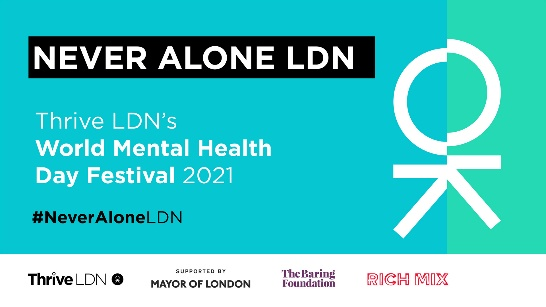 NEVER ALONE LDN
Thrive LDN's
World Mental Health
Day Festival 2021
#NeverAloneLDN
Thrive LDN
SUPPORTED BY
MAYOR OF LONDON
The Baring
Foundation
RICH MIX